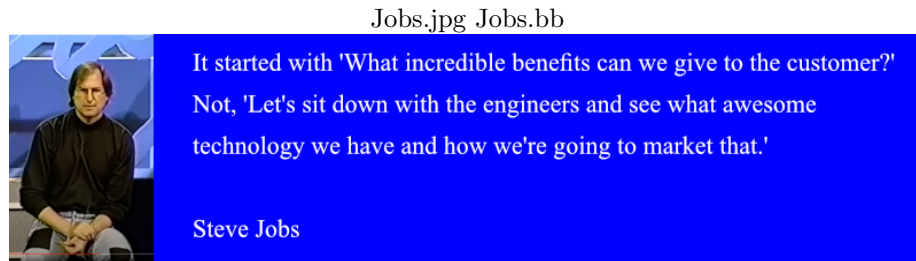 Jobs.jpg Jobs.bb
It started with 'What incredible benefits can we give to the customer?'
Not, 'Let's sit down with the engineers and see what awesome
technology we have and how we're going to market that.'
Steve Jobs